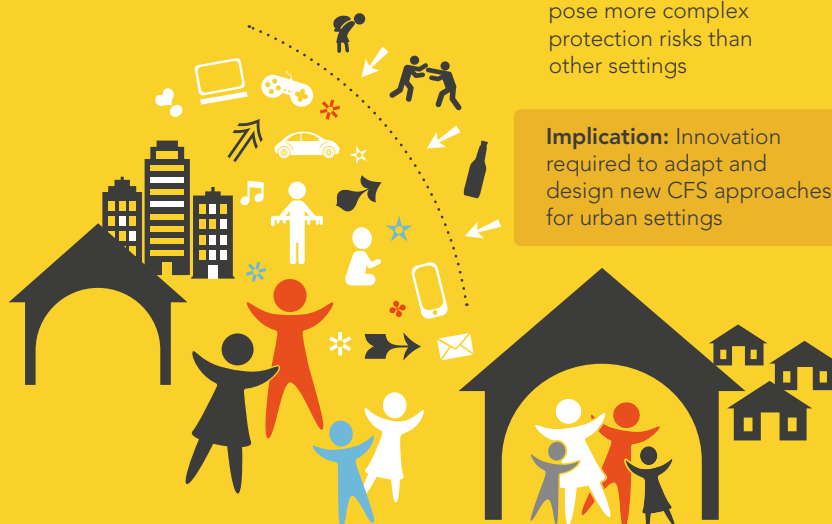 pose more complex
protection risks than
other settings
Implication: Innovation
required to adapt and
design new CFS approaches
for urban settings